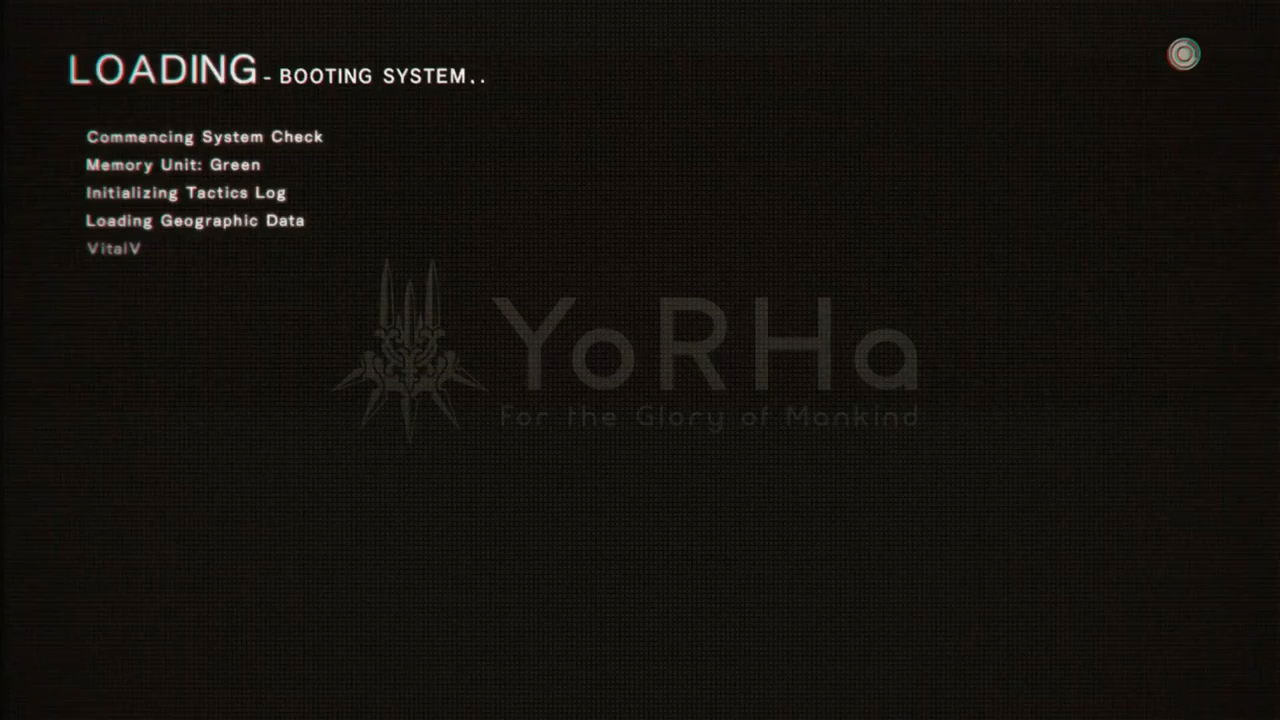 LOADING - BOOTING SYSTEM..
Commencing System Check
Memory Unit: Green
Initializing Tactics Log
Loading Geographic Data
VitalV
YoRHa
For the Glory of Mankind